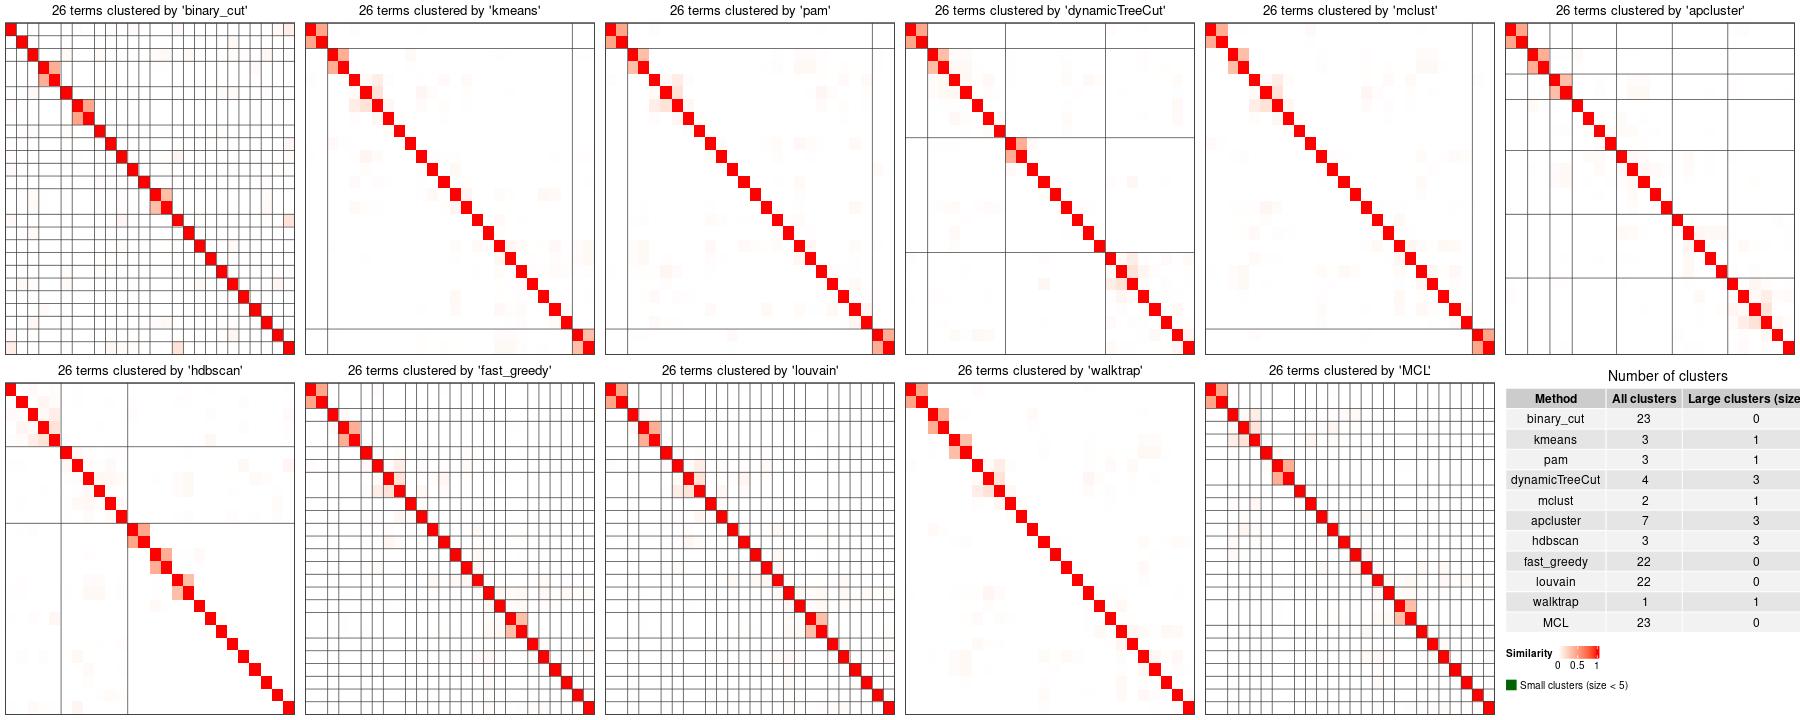 26 terms clustered by 'binary_cut'
26 terms clustered by 'kmeans'
26 terms clustered by 'pam'
26 terms clustered by 'dynamicTreeCut'
26 terms clustered by 'mclust'
26 terms clustered by 'apcluster'
26 terms clustered by 'hdbscan'
26 terms clustered by 'fast_greedy'
26 terms clustered by 'louvain'
26 terms clustered by 'walktrap'
26 terms clustered by 'MCL'
Number of clusters
Method All clusters Large clusters (size
binary_cut 23 0
kmeans 3 1
pam 3 1
dynamicTreeCut 4 3
mclust 2 1
apcluster 7 3
hdbscan 3 3
fast_greedy 22 0
louvain 22 0
walktrap 1 1
MCL 23 0
Similarity
0 0.5 1
Small clusters (size < 5)